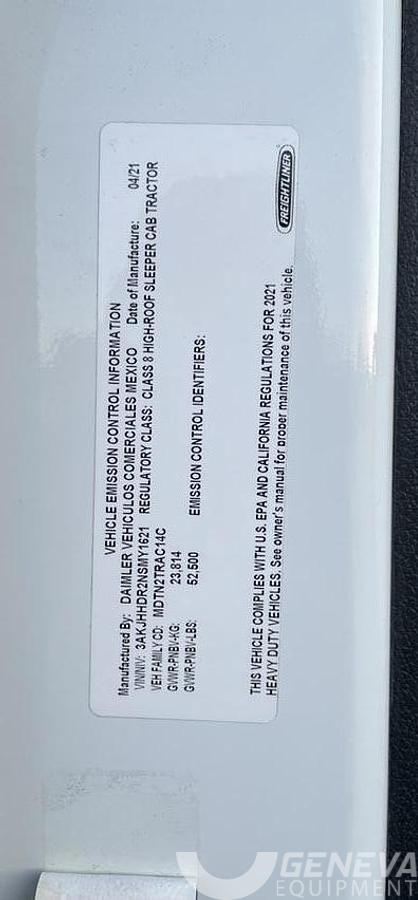 VEHICLE EMISSION CONTROL INFORMATION
Manufactured By: DAIMLER VEHICULOS COMERCIALES MEXICO Date of Manufacture: 04/21
VIN/NIV: 3AKJHHDR2NSMY1621 REGULATORY CLASS: CLASS 8 HIGH-ROOF SLEEPER CAB TRACTOR
VEH FAMILY CD: MDTN2TRAC14C
GVWR-PNBV-KG: 23,814
GVWR-PNBV-LBS: 52,500 EMISSION CONTROL IDENTIFIERS:
THIS VEHICLE COMPLIES WITH U.S. EPA AND CALIFORNIA REGULATIONS FOR 2021
HEAVY DUTY VEHICLES. See owner's manual for proper maintenance of this vehicle.
FREIGHTLINER
GENEVA
EQUIPMENT